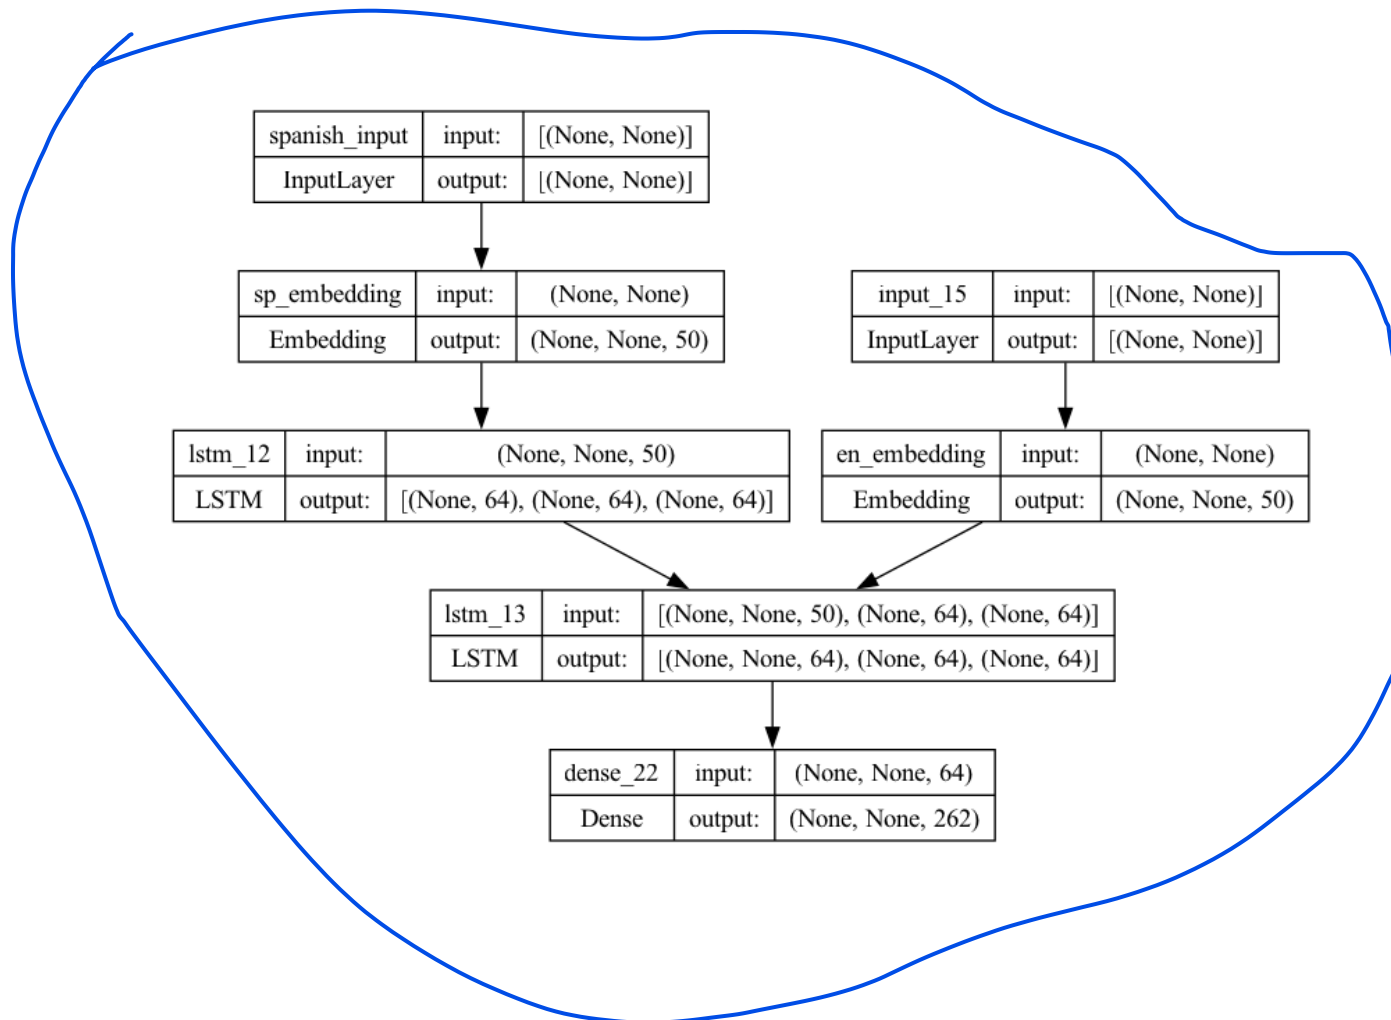 spanish_input input: [(None, None)]
InputLayer output: [(None, None)]
sp_embedding input: (None, None)
Embedding output: (None, None, 50)
input_15 input: [(None, None)]
InputLayer output: [(None, None)]
lstm_12 input: (None, None, 50)
LSTM output: [(None, 64), (None, 64), (None, 64)]
en_embedding input: (None, None)
Embedding output: (None, None, 50)
lstm_13 input: [(None, None, 50), (None, 64), (None, 64)]
LSTM output: [(None, None, 64), (None, 64), (None, 64)]
dense_22 input: (None, None, 64)
Dense output: (None, None, 262)